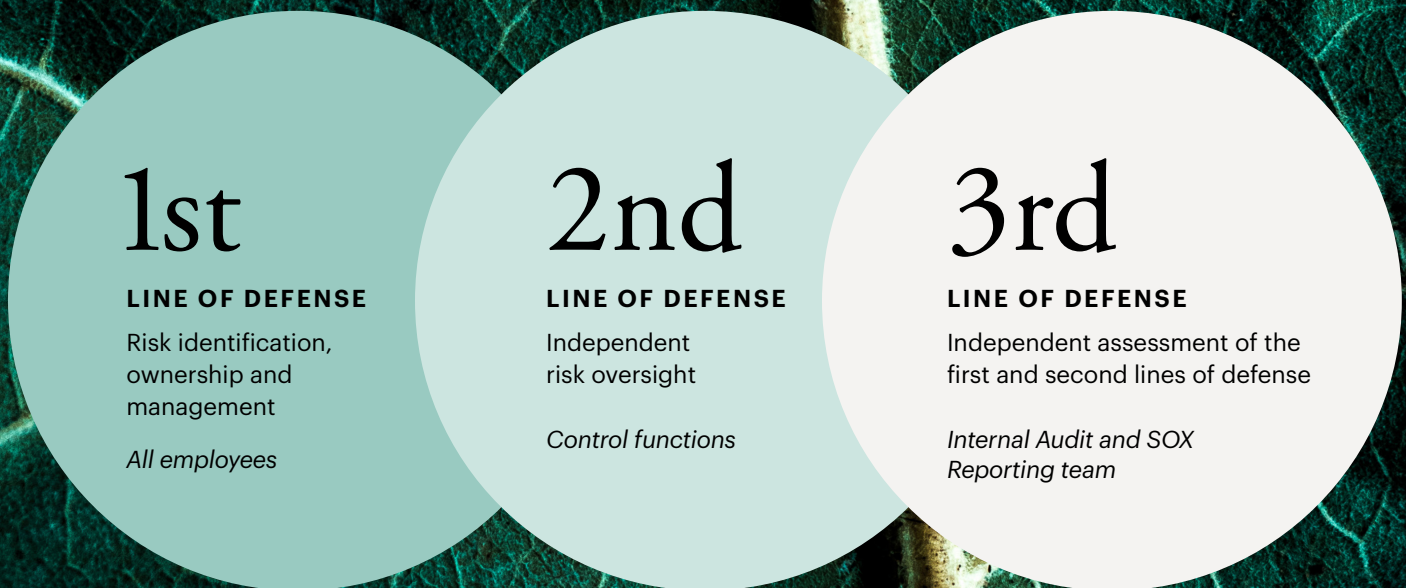 1st
LINE OF DEFENSE
Risk identification,
ownership and
management
All employees
2nd
LINE OF DEFENSE
Independent
risk oversight
Control functions
3rd
LINE OF DEFENSE
Independent assessment of the
first and second lines of defense
Internal Audit and SOX
Reporting team